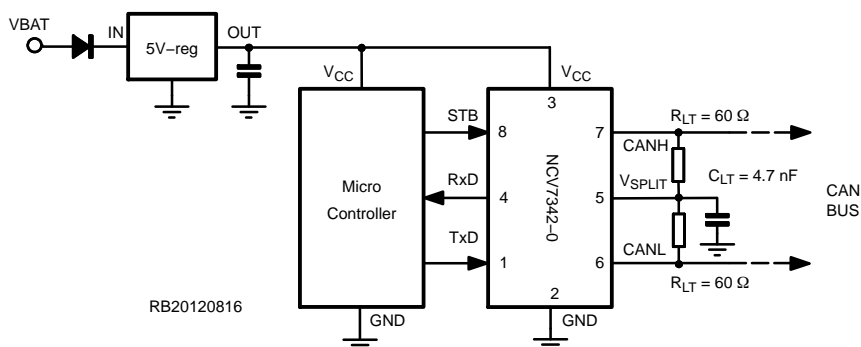 VBAT
IN
5V−reg
OUT
VCC
VCC
STB
RxD
TxD
Micro
Controller
GND
8
4
1
3
NCV7342−0
2
7
5
6
GND
RLT = 60 Ω
CANH
VSPLIT
CLT = 4.7 nF
CANL
RLT = 60 Ω
CAN
BUS
RB20120816